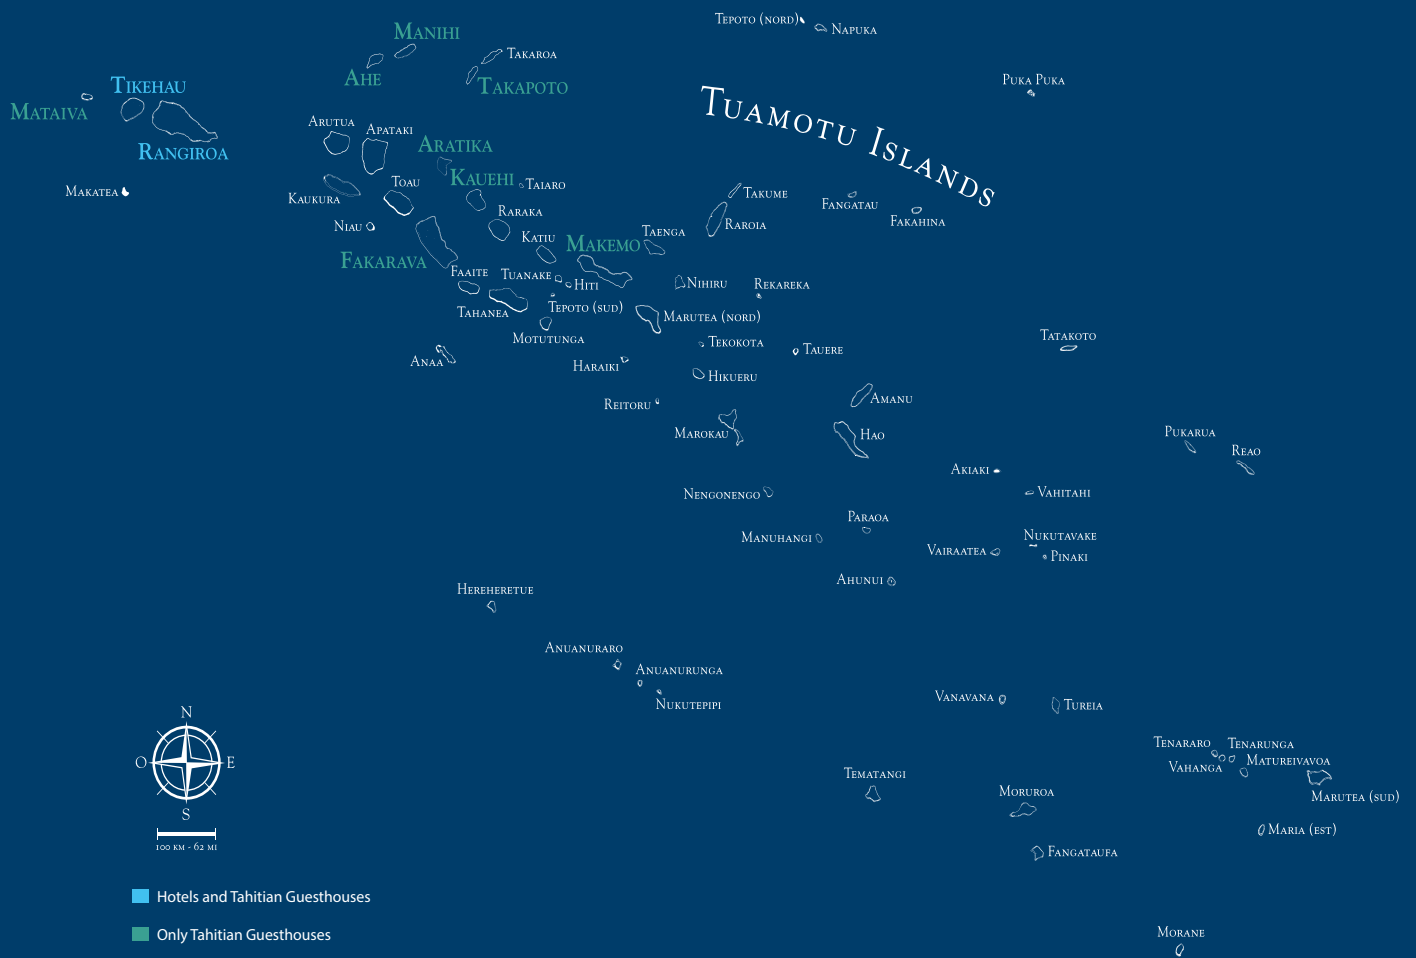 Tepoto (nord)
Napuka
Manihi
Takaroa
Ahe
Takapoto
Puka Puka
Tikehau
Mataiva
Tuamotu Islands
Arutua
Apataki
Rangiroa
Aratika
Kauehi
Taiaro
Makatea
Toau
Kaukura
Takume
Fangatau
Fakahina
Raraka
Niau
Raroia
Katiu
Taenga
Makemo
Fakarava
Faaite
Tuanake
Hiti
Nihiru
Rekareka
Tahanea
Tepoto (sud)
Marutea (nord)
Motutunga
Tekokota
Tauere
Tatakoto
Anaa
Haraiki
Hikueru
Reitoru
Amanu
Marokau
Hao
Pukarua
Reao
Akiaki
Vahitahi
Nengonengo
Paraoa
Manuhangi
Nukutavake
Vairaatea
Pinaki
Ahunui
Hereheretue
Anuanuraro
Anuanurunga
Nukutepipi
Vanavana
Tureia
Tenararo
Tenarunga
Vahanga
Matureivavoa
Tematangi
Moruroa
Marutea (sud)
Maria (est)
Fangataufa
Morane
N
O
E
S
100 km - 62 mi
Hotels and Tahitian Guesthouses
Only Tahitian Guesthouses